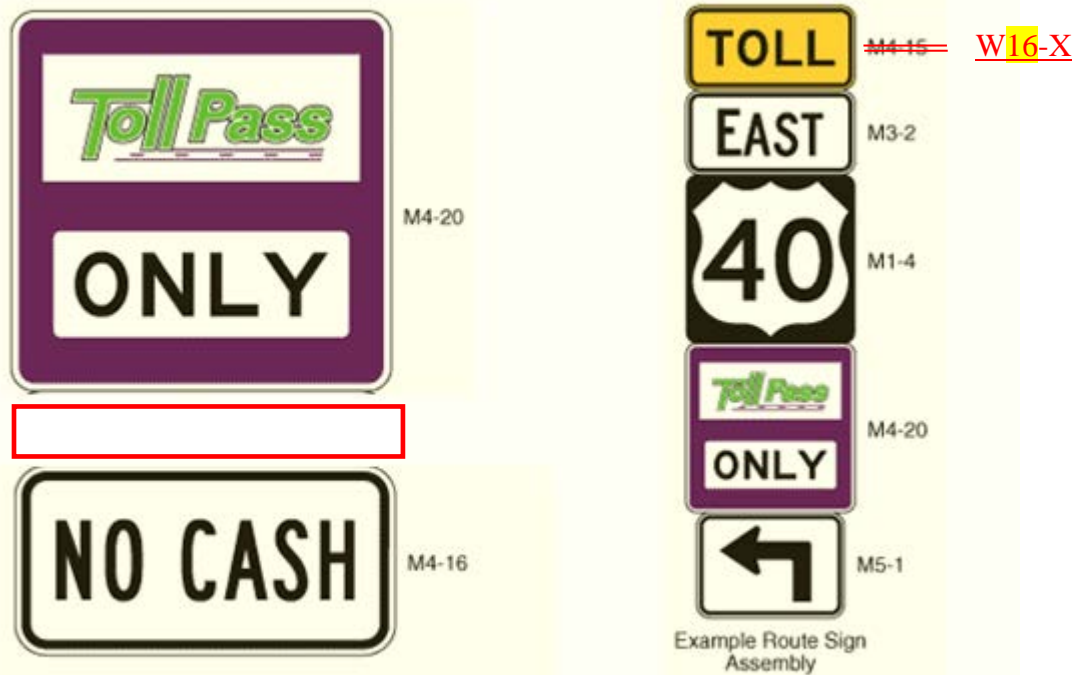 Toll Pass
ONLY
M4-20
NO CASH
M4-16
TOLL
M4-15
W16-X
EAST
M3-2
40
M1-4
Toll Pass
ONLY
M4-20
M5-1
Example Route Sign
Assembly